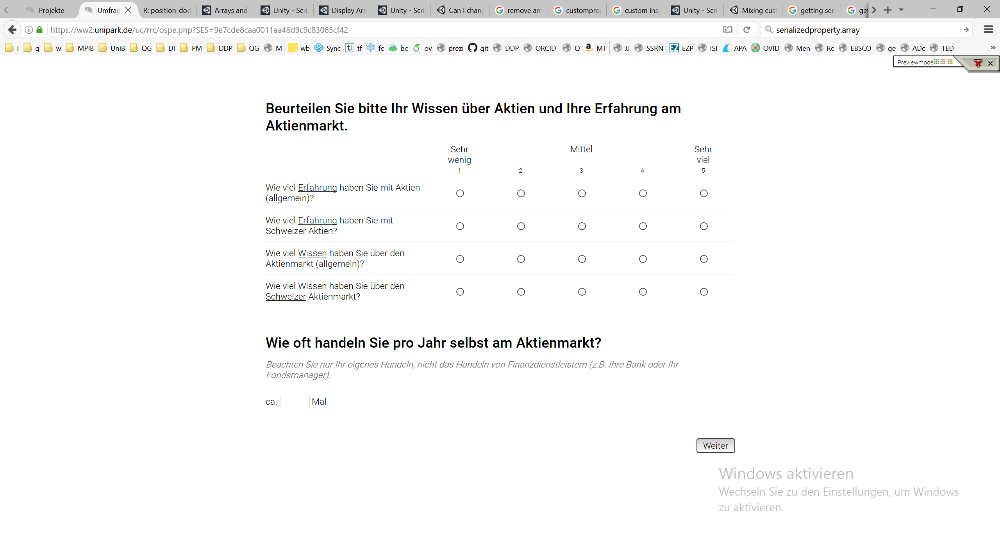 Projekte
Umfrag
R: position_dod
Arrays and
Unity - Scri
Display Arr
Unity - Scri
Can I chang
remove arra
custompro
custom insp
Unity - Scri
Mixing cust
getting seri
get
https://ww2.unipark.de/uc/rrc/ospe.php?SES=9e7cde8caa0011aa46d9c9c83065cf42
serializedproperty.array
i g w MPIB UniB QG DI PM DDP QG M wb Sync tf fc bc ov prezi git DDP ORCID Q MT JJ SSRN EZP ISI APA OVID Men Rc EBSCO ge ADc TED
Previewmode
Beurteilen Sie bitte Ihr Wissen über Aktien und Ihre Erfahrung am
Aktienmarkt.
Sehr Mittel Sehr
wenig viel
1 2 3 4 5
Wie viel Erfahrung haben Sie mit Aktien
(allgemein)?
Wie viel Erfahrung haben Sie mit
Schweizer Aktien?
Wie viel Wissen haben Sie über den
Aktienmarkt (allgemein)?
Wie viel Wissen haben Sie über den
Schweizer Aktienmarkt?
Wie oft handeln Sie pro Jahr selbst am Aktienmarkt?
Beachten Sie nur Ihr eigenes Handeln, nicht das Handeln von Finanzdienstleistern (z.B. Ihre Bank oder Ihr
Fondsmanager).
ca. Mal
Weiter
Windows aktivieren
Wechseln Sie zu den Einstellungen, um Windows
zu aktivieren.